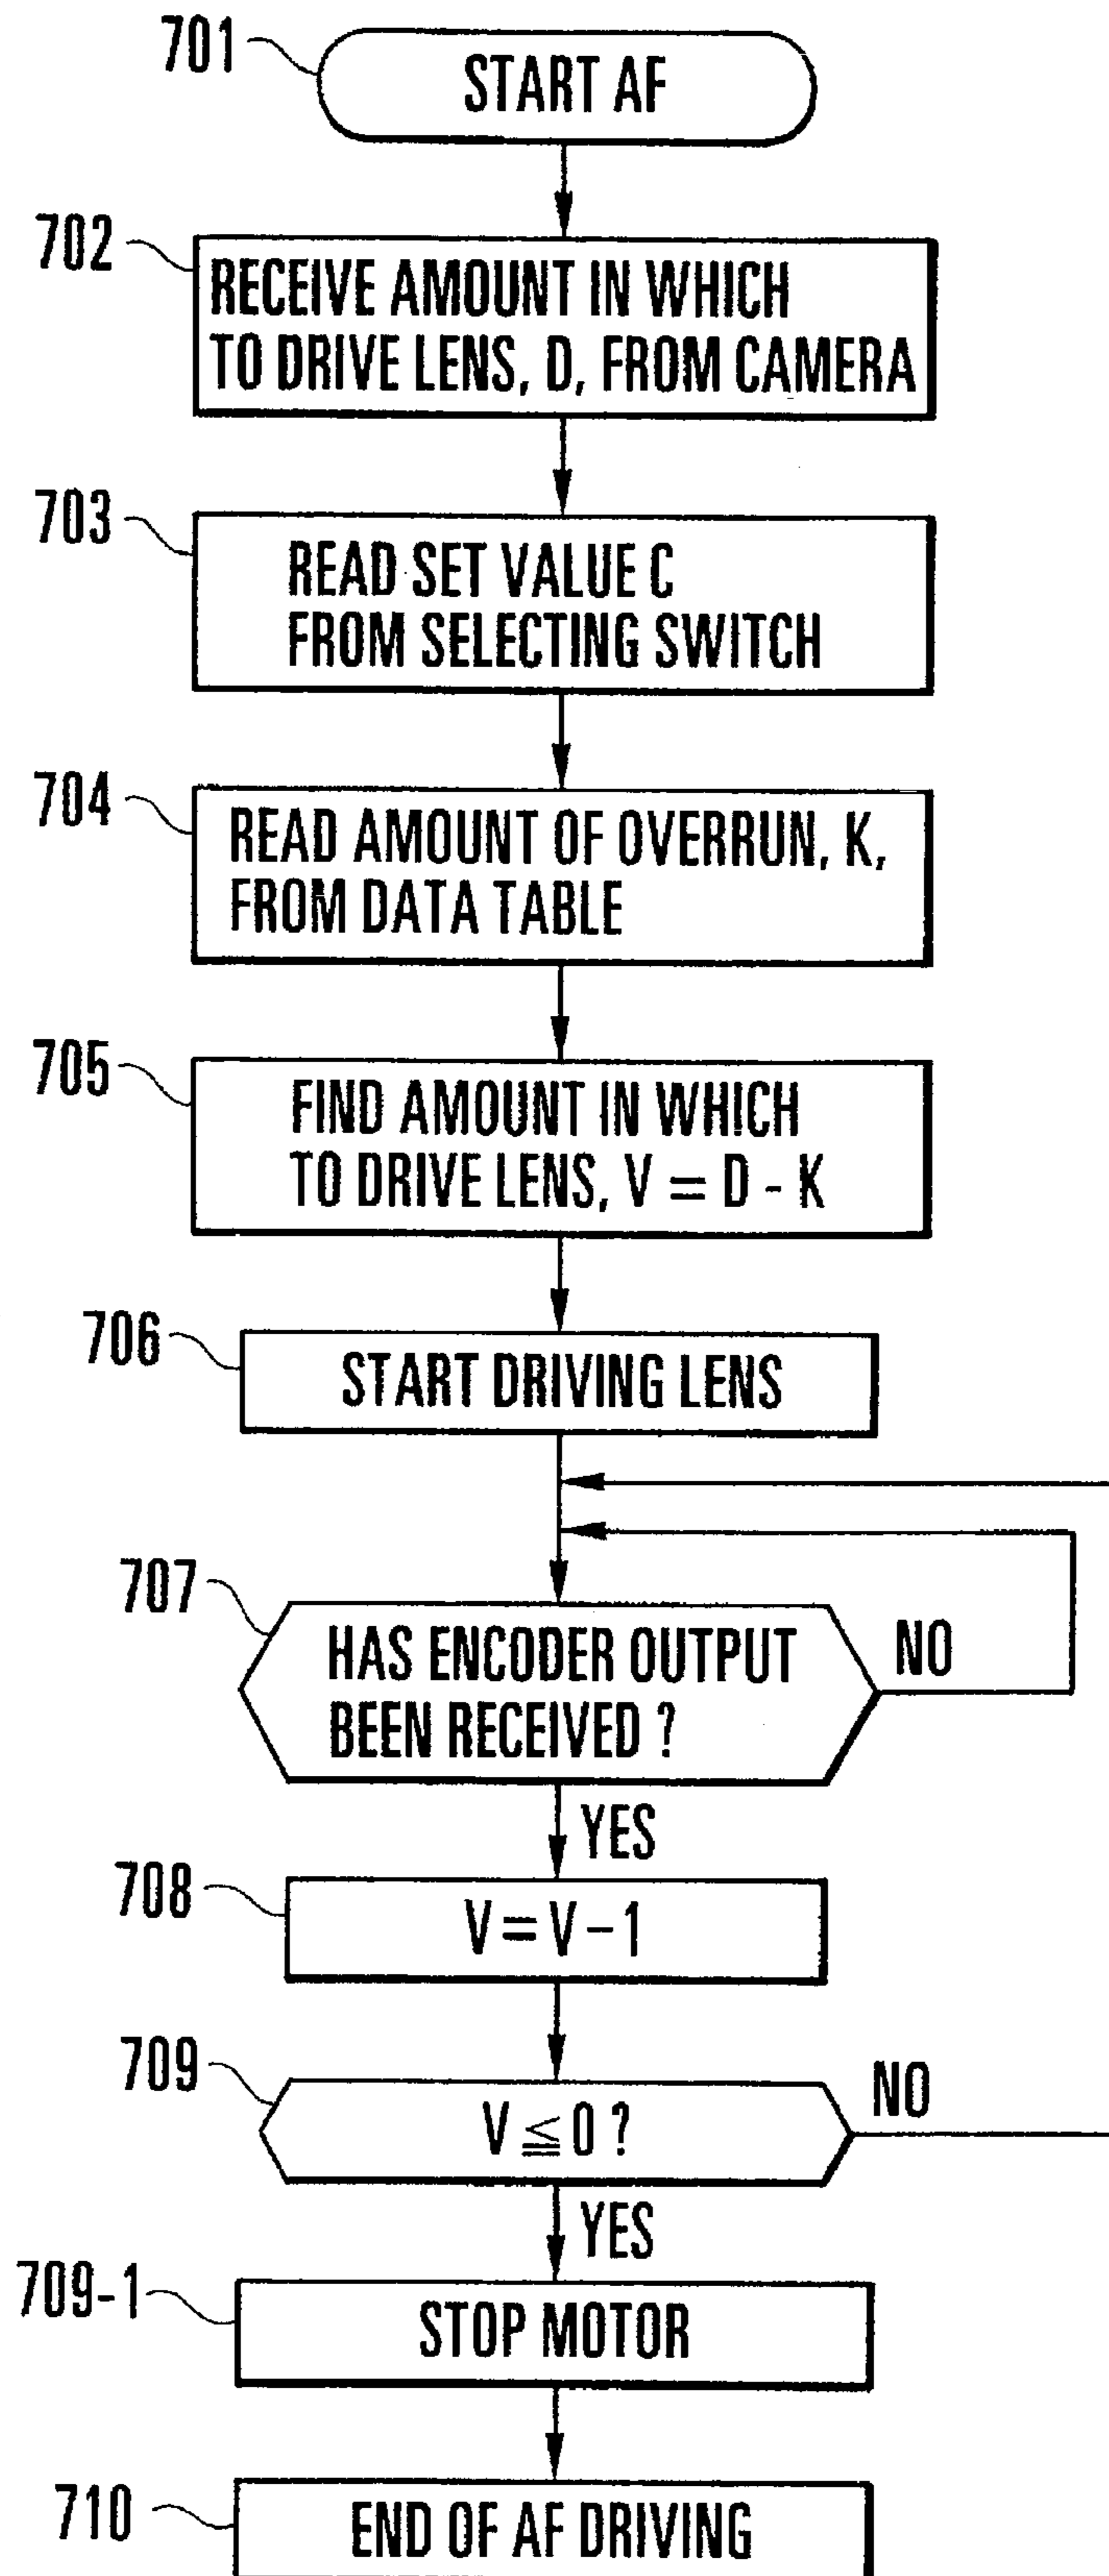 701
START AF
702
RECEIVE AMOUNT IN WHICH
TO DRIVE LENS, D, FROM CAMERA
703
READ SET VALUE C
FROM SELECTING SWITCH
704
READ AMOUNT OF OVERRUN, K,
FROM DATA TABLE
705
FIND AMOUNT IN WHICH
TO DRIVE LENS, V = D - K
706
START DRIVING LENS
707
HAS ENCODER OUTPUT
BEEN RECEIVED ?
NO
YES
708
V = V - 1
709
V ≦ 0 ?
NO
YES
709-1
STOP MOTOR
710
END OF AF DRIVING